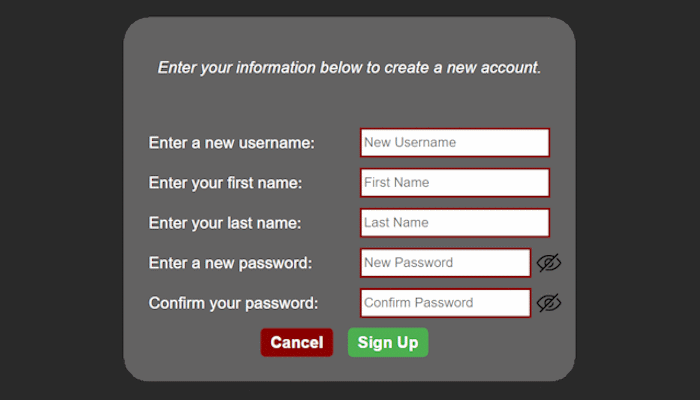 Enter your information below to create a new account.
Enter a new username: New Username
Enter your first name: First Name
Enter your last name: Last Name
Enter a new password: New Password
Confirm your password: Confirm Password
Cancel Sign Up